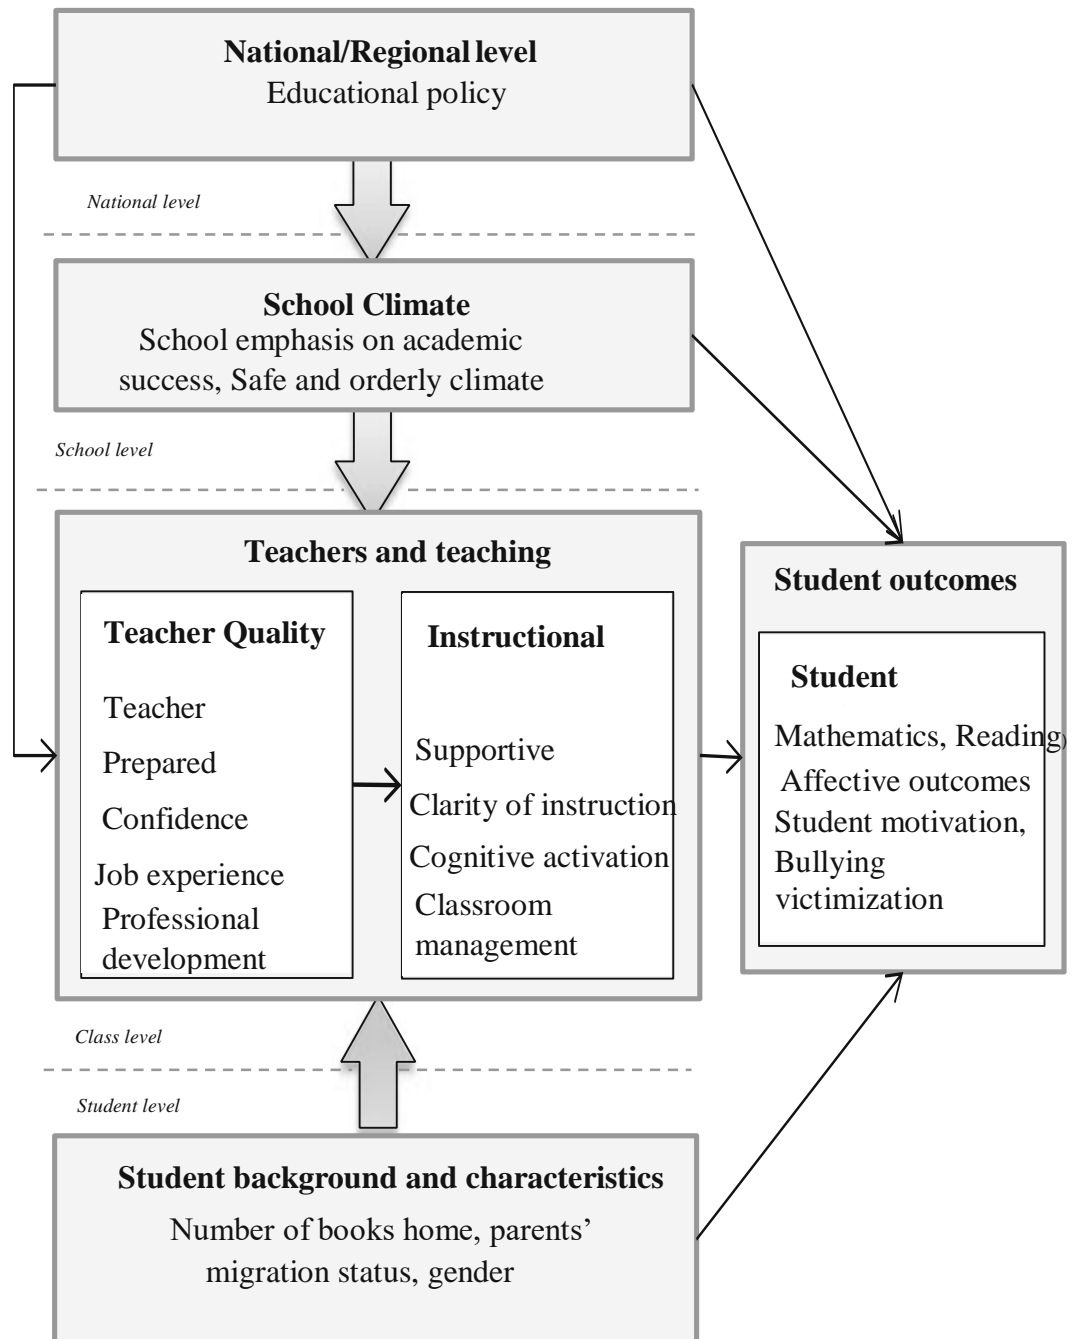 National/Regional level
Educational policy
National level
School Climate
School emphasis on academic
success, Safe and orderly climate
School level
Teachers and teaching
Teacher Quality
Teacher
Prepared
Confidence
Job experience
Professional
development
Instructional
Supportive
Clarity of instruction
Cognitive activation
Classroom
management
Student outcomes
Student
Mathematics, Reading)
Affective outcomes
Student motivation,
Bullying
victimization
Class level
Student level
Student background and characteristics
Number of books home, parents’
migration status, gender